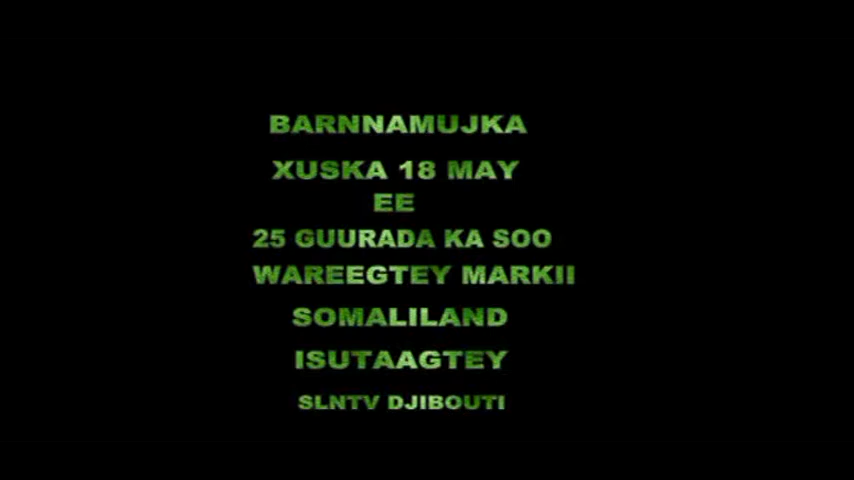 BARNNAMUJKA
XUSKA 18 MAY
EE
25 GUURADA KA SOO
WAREEGTEY MARKII
SOMALILAND
ISUTAAGTEY
SLNTV DJIBOUTI